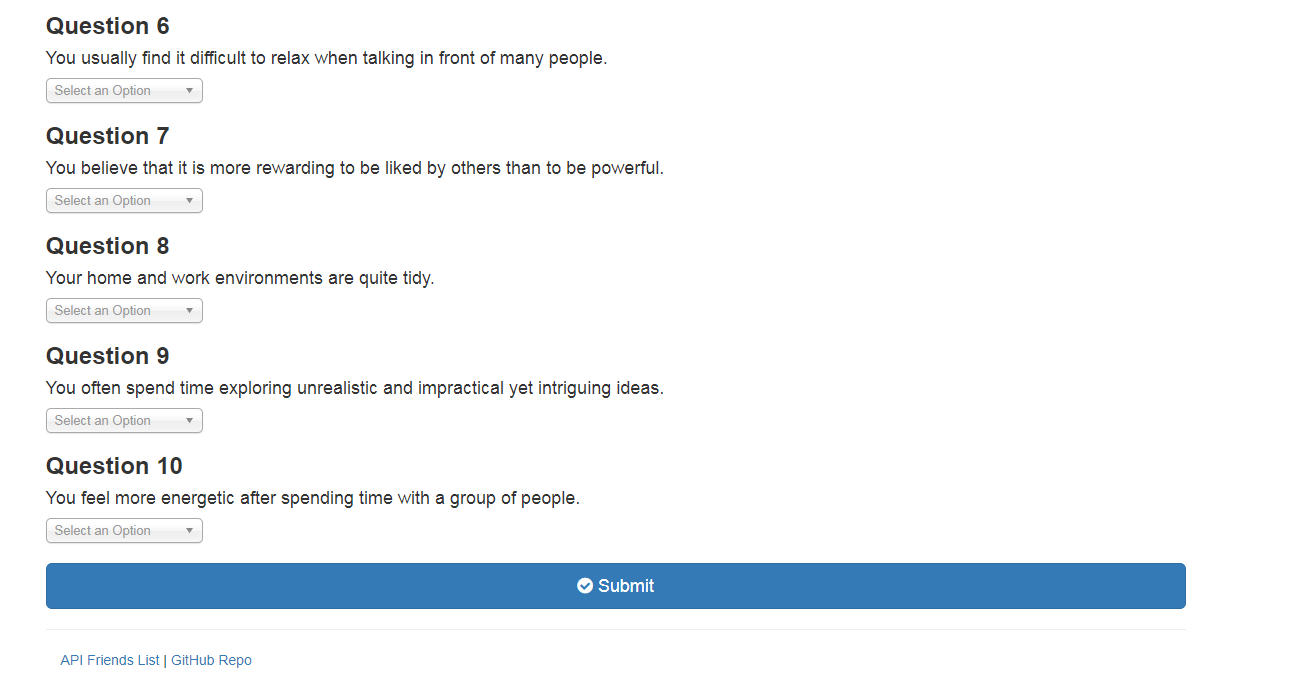 Question 6
You usually find it difficult to relax when talking in front of many people.
Select an Option
Question 7
You believe that it is more rewarding to be liked by others than to be powerful.
Select an Option
Question 8
Your home and work environments are quite tidy.
Select an Option
Question 9
You often spend time exploring unrealistic and impractical yet intriguing ideas.
Select an Option
Question 10
You feel more energetic after spending time with a group of people.
Select an Option
Submit
API Friends List | GitHub Repo